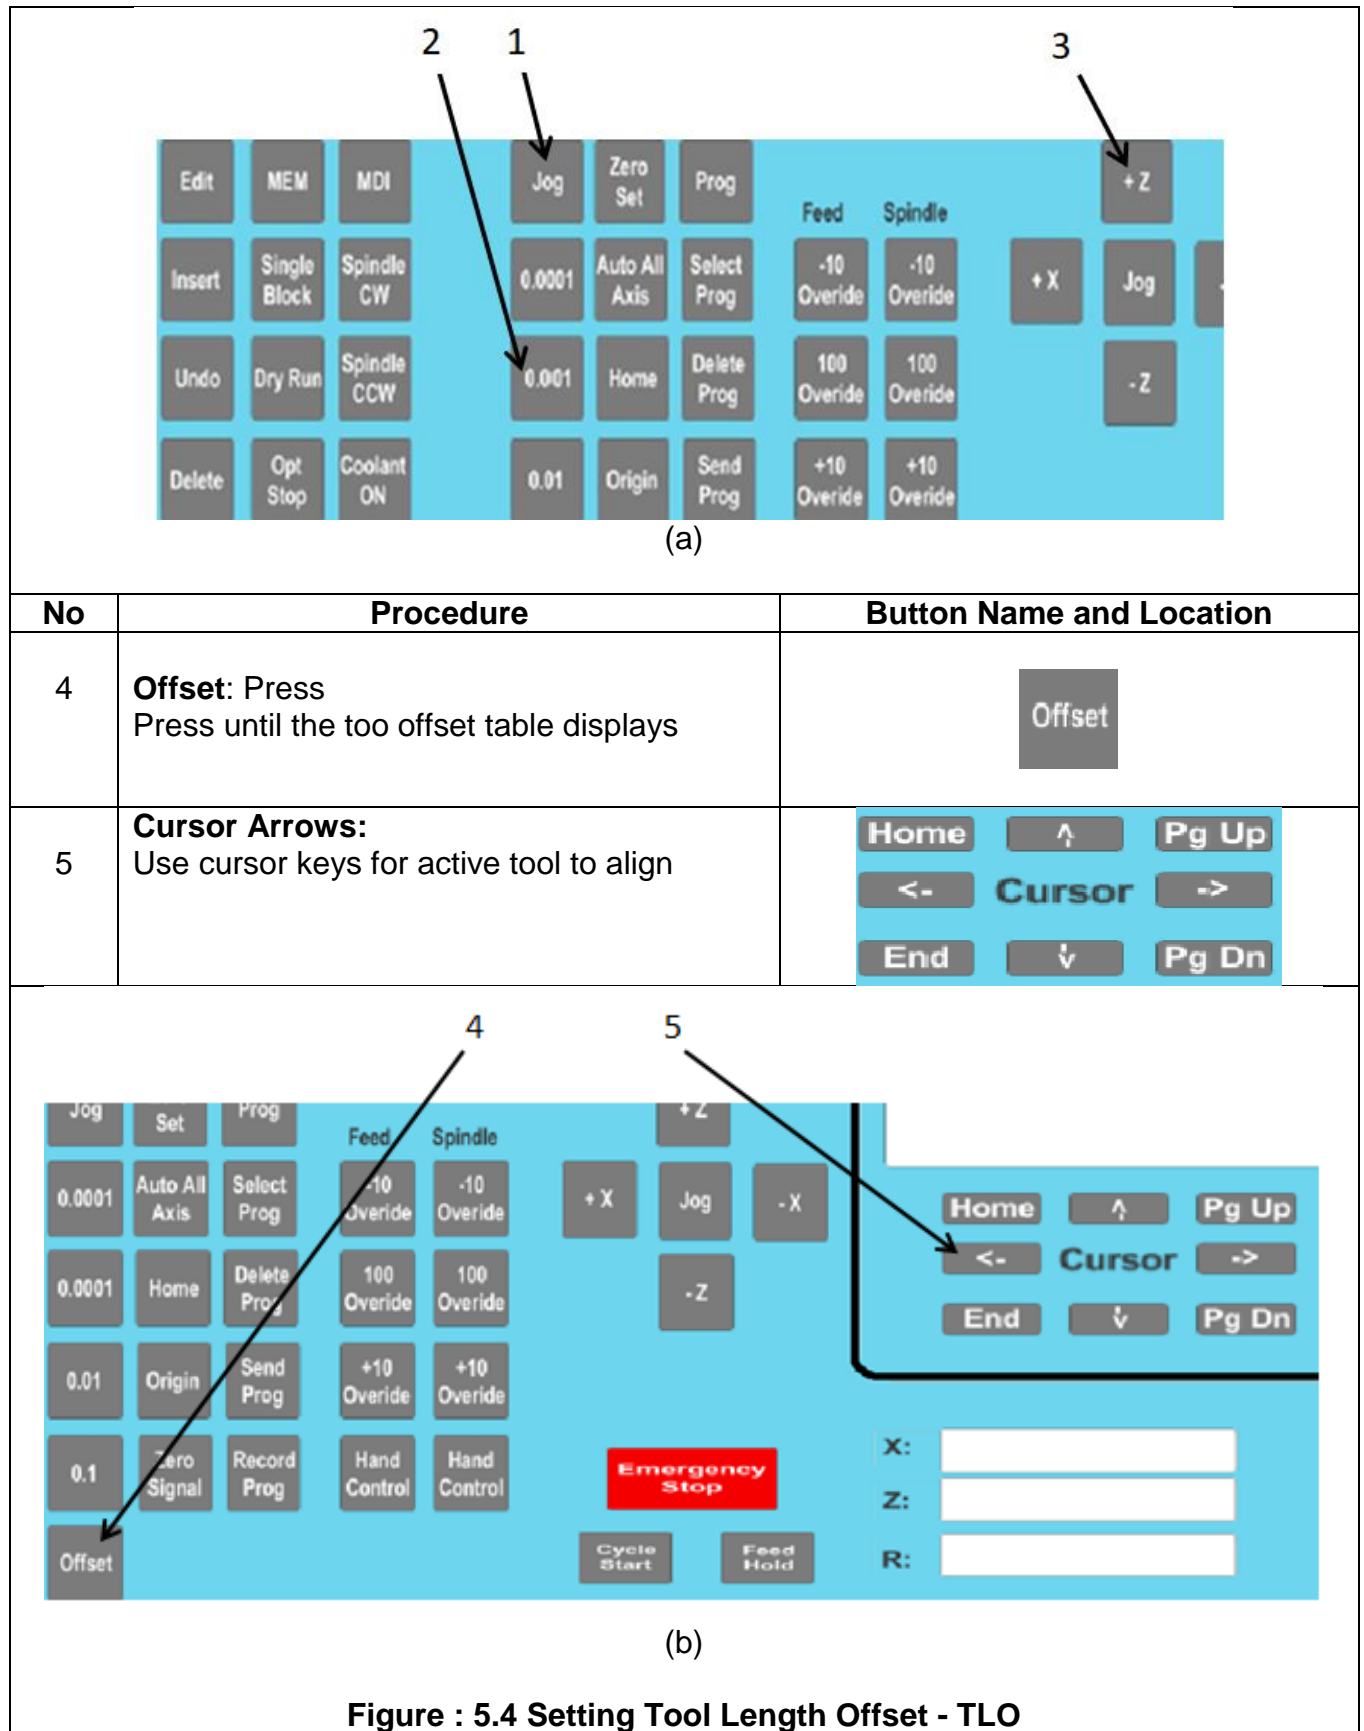 2 1 3
Edit MEM MDI Jog Zero Set Prog +Z
Feed Spindle
Insert Single Block Spindle CW 0.0001 Auto All Axis Select Prog -10 Overide -10 Overide +X Jog
Undo Dry Run Spindle CCW 0.001 Home Delete Prog 100 Overide 100 Overide -Z
Delete Opt Stop Coolant ON 0.01 Origin Send Prog +10 Overide +10 Overide
(a)
No Procedure Button Name and Location
4 Offset: Press
Press until the too offset table displays
Offset
Cursor Arrows:
5 Use cursor keys for active tool to align
Home ^ Pg Up
<- Cursor ->
End v Pg Dn
4 5
Jog Set Prog +Z
Feed Spindle
0.0001 Auto All Axis Select Prog -10 Overide -10 Overide +X Jog -X
Home ^ Pg Up
<- Cursor ->
End v Pg Dn
0.0001 Home Delete Prog 100 Overide 100 Overide -Z
0.01 Origin Send Prog +10 Overide +10 Overide
0.1 Zero Signal Record Prog Hand Control Hand Control Emergency Stop X:
Z:
Offset Cycle Start Feed Hold R:
(b)
Figure : 5.4 Setting Tool Length Offset - TLO